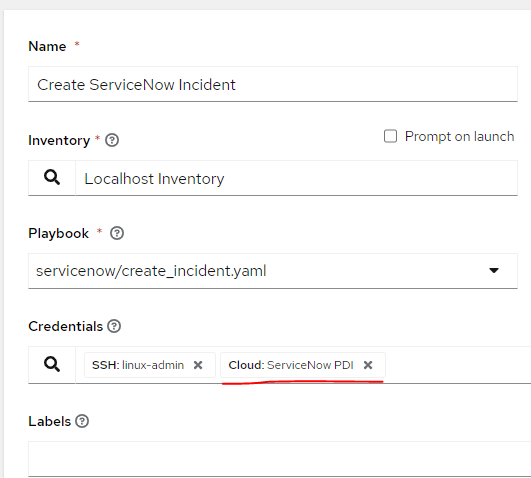 Name *
Create ServiceNow Incident
Inventory *
Prompt on launch
Localhost Inventory
Playbook *
servicenow/create_incident.yaml
Credentials
SSH: linux-admin
Cloud: ServiceNow PDI
Labels